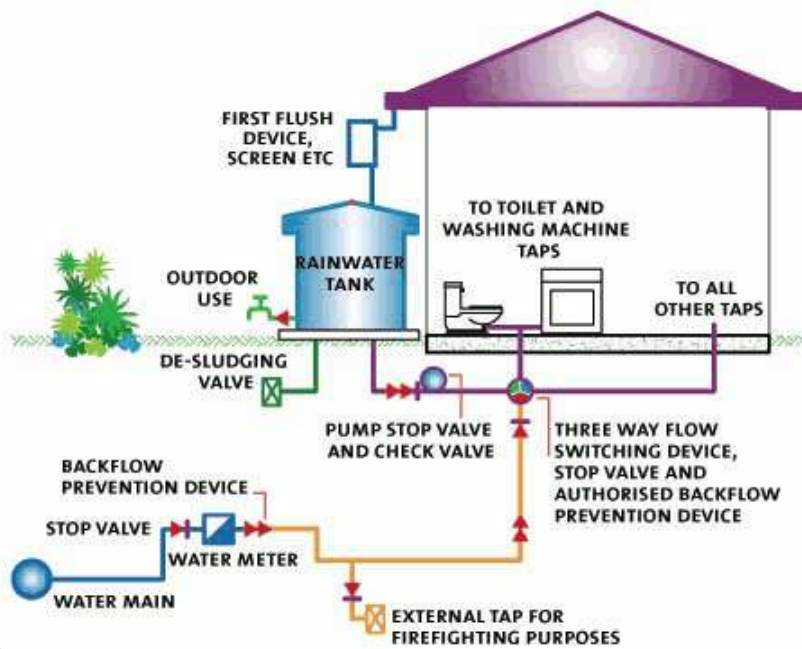 FIRST FLUSH
DEVICE,
SCREEN ETC
TO TOILET AND
WASHING MACHINE
TAPS
RAINWATER
TANK
OUTDOOR
USE
TO ALL
OTHER TAPS
DE-SLUDGING
VALVE
PUMP STOP VALVE
AND CHECK VALVE
THREE WAY FLOW
SWITCHING DEVICE,
STOP VALVE AND
AUTHORISED BACKFLOW
PREVENTION DEVICE
BACKFLOW
PREVENTION DEVICE
STOP VALVE
WATER METER
WATER MAIN
EXTERNAL TAP FOR
FIREFIGHTING PURPOSES